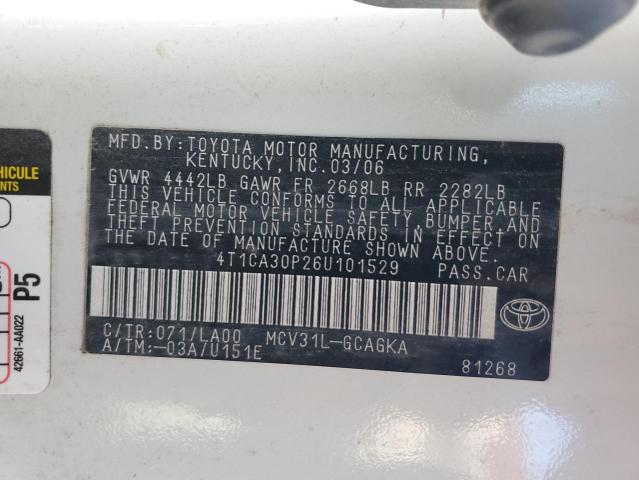 MFD.BY:TOYOTA MOTOR MANUFACTURING,
KENTUCKY, INC.03/06
GVWR 4442LB GAWR FR 2668LB RR 2282LB
THIS VEHICLE CONFORMS TO ALL APPLICABLE
FEDERAL MOTOR VEHICLE SAFETY, BUMPER, AND
THEFT PREVENTION STANDARDS IN EFFECT ON
THE DATE OF MANUFACTURE SHOWN ABOVE.
4T1CA30P26U101529 PASS.CAR
C/TR:071/LA00 MCV31L-GCAGKA
A/TM:-03A/U151E
81268
TOYOTA
VEHICULE
P5
42661-AA022